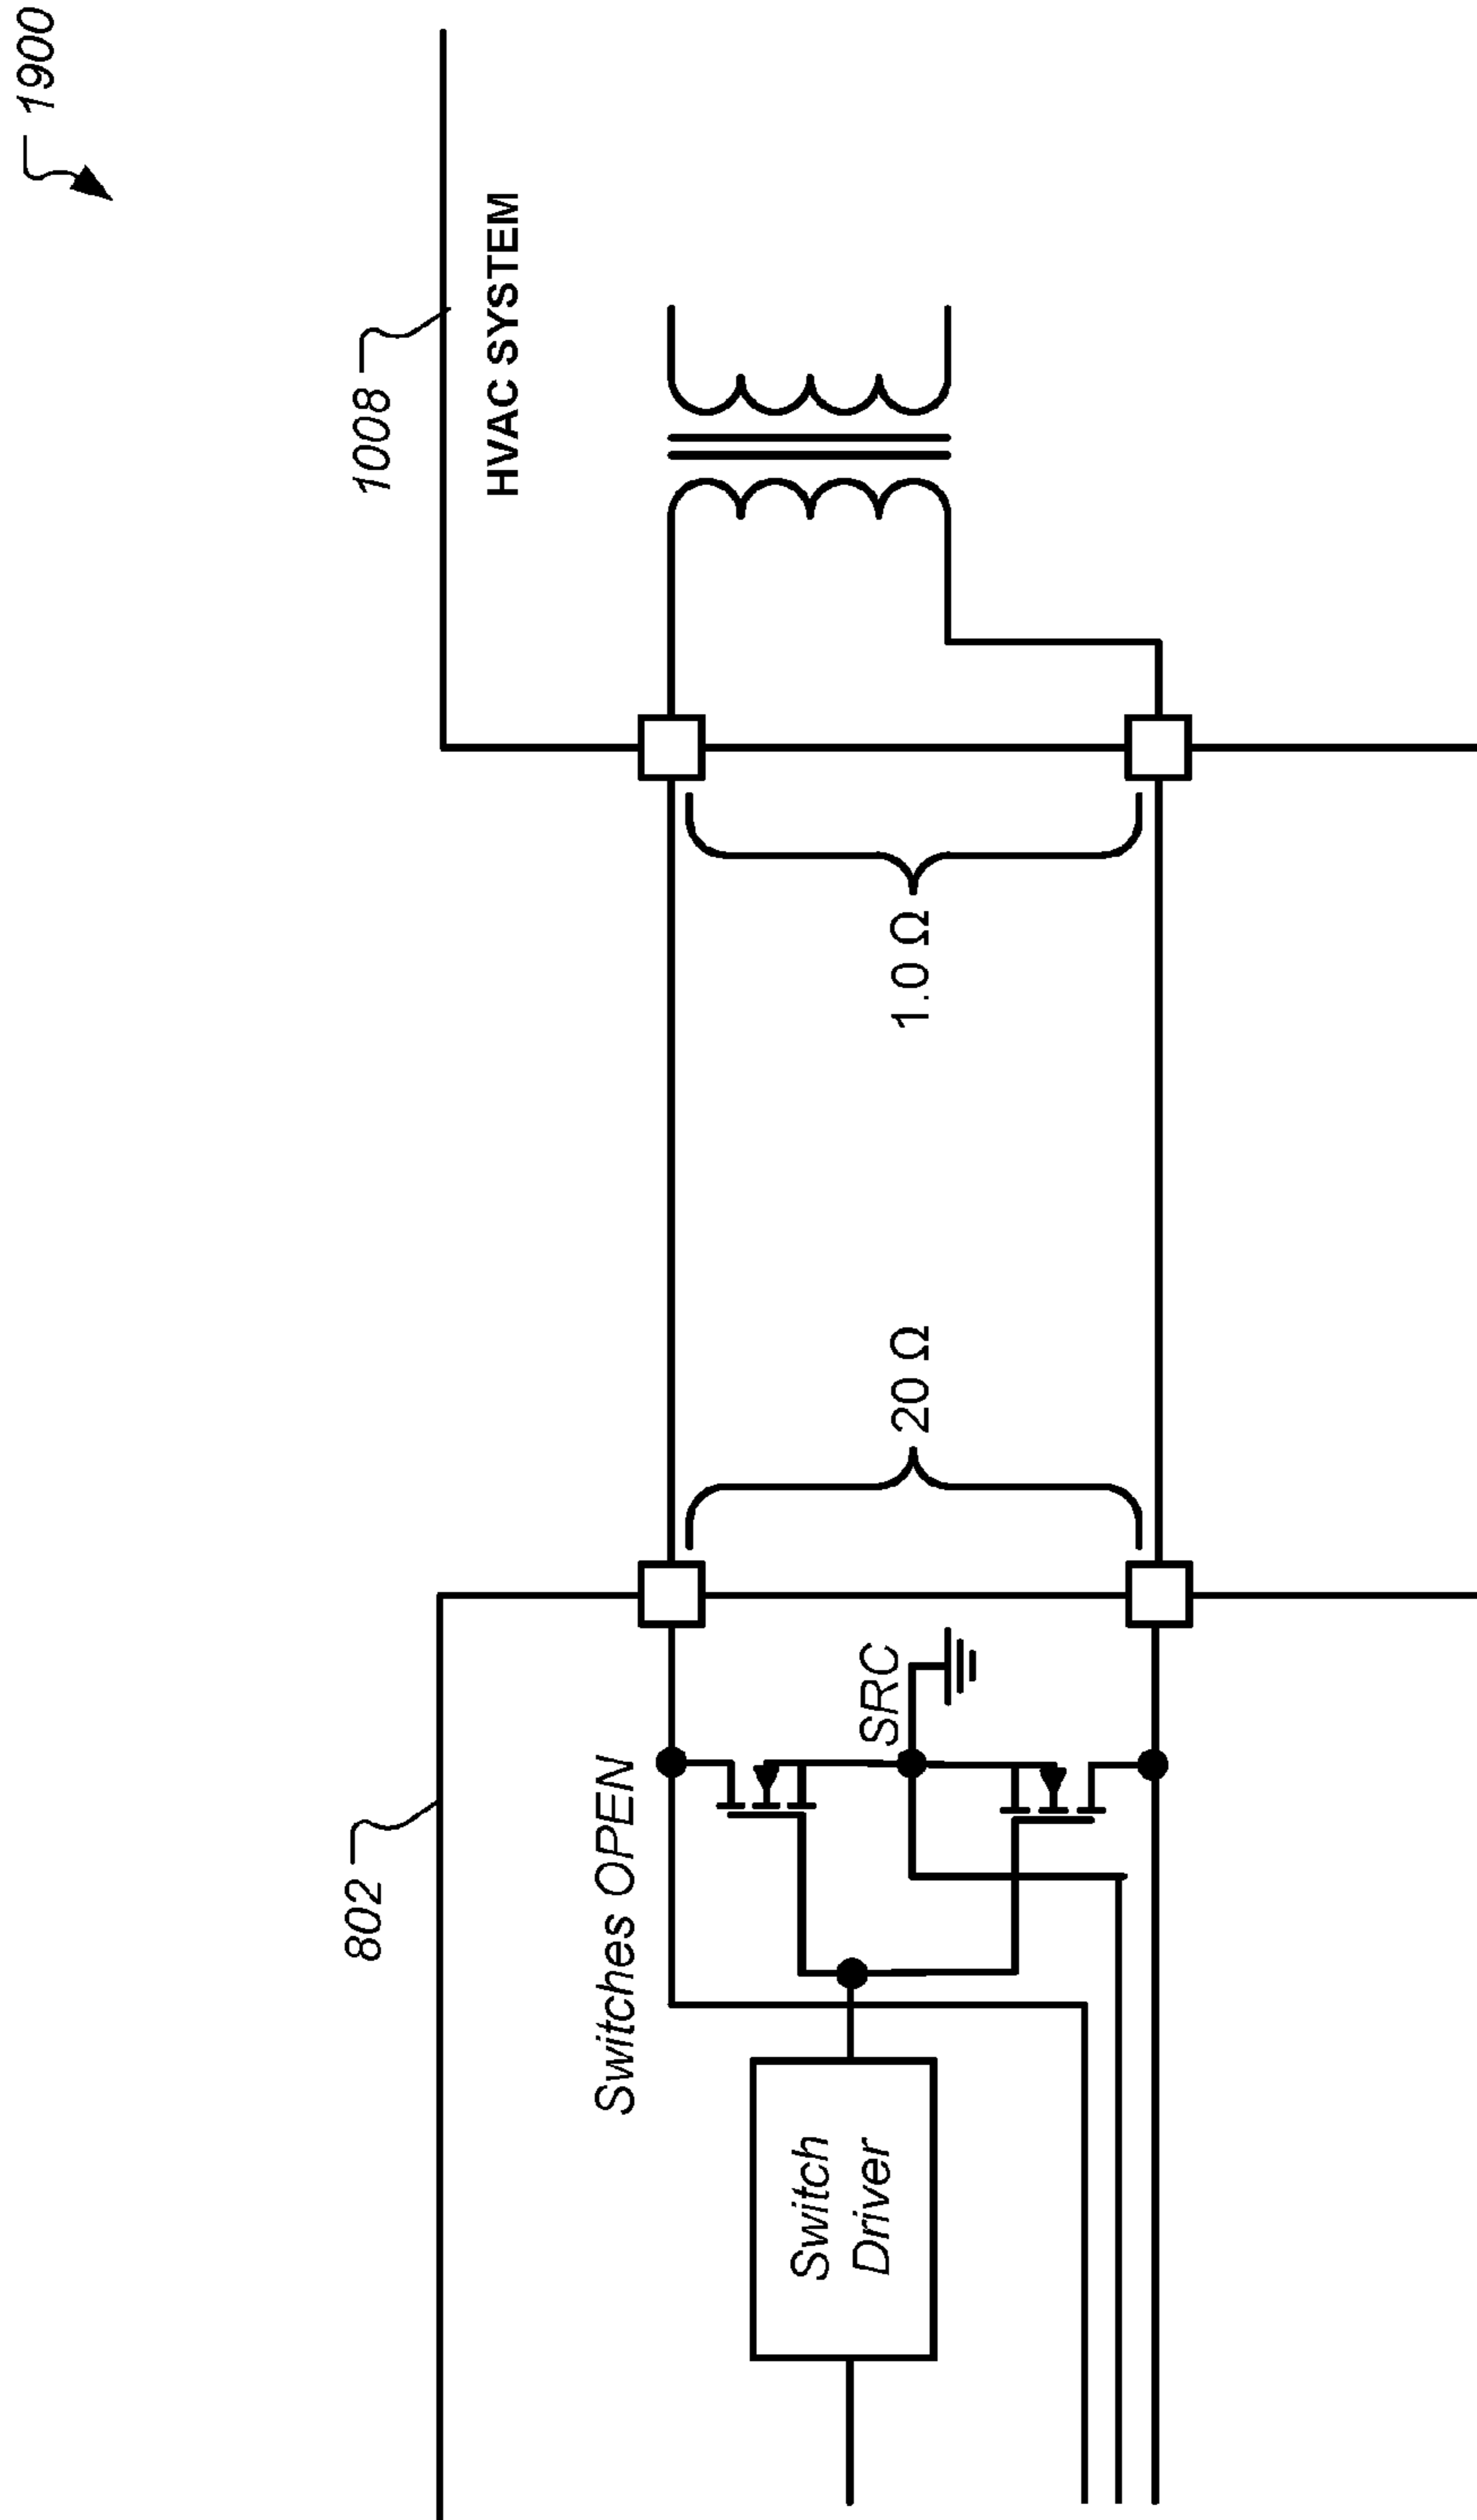 1900
802
1008
HVAC SYSTEM
Switches OPEN
Switch
Driver
SRC
20 Ω
1.0 Ω